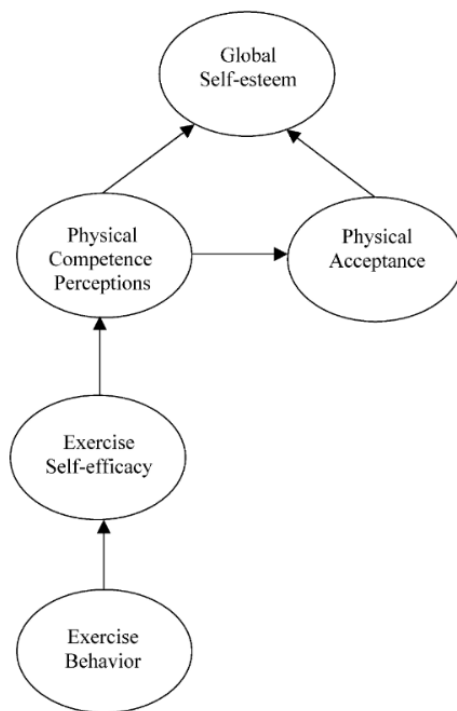 Global
Self-esteem
Physical
Competence
Perceptions
Physical
Acceptance
Exercise
Self-efficacy
Exercise
Behavior